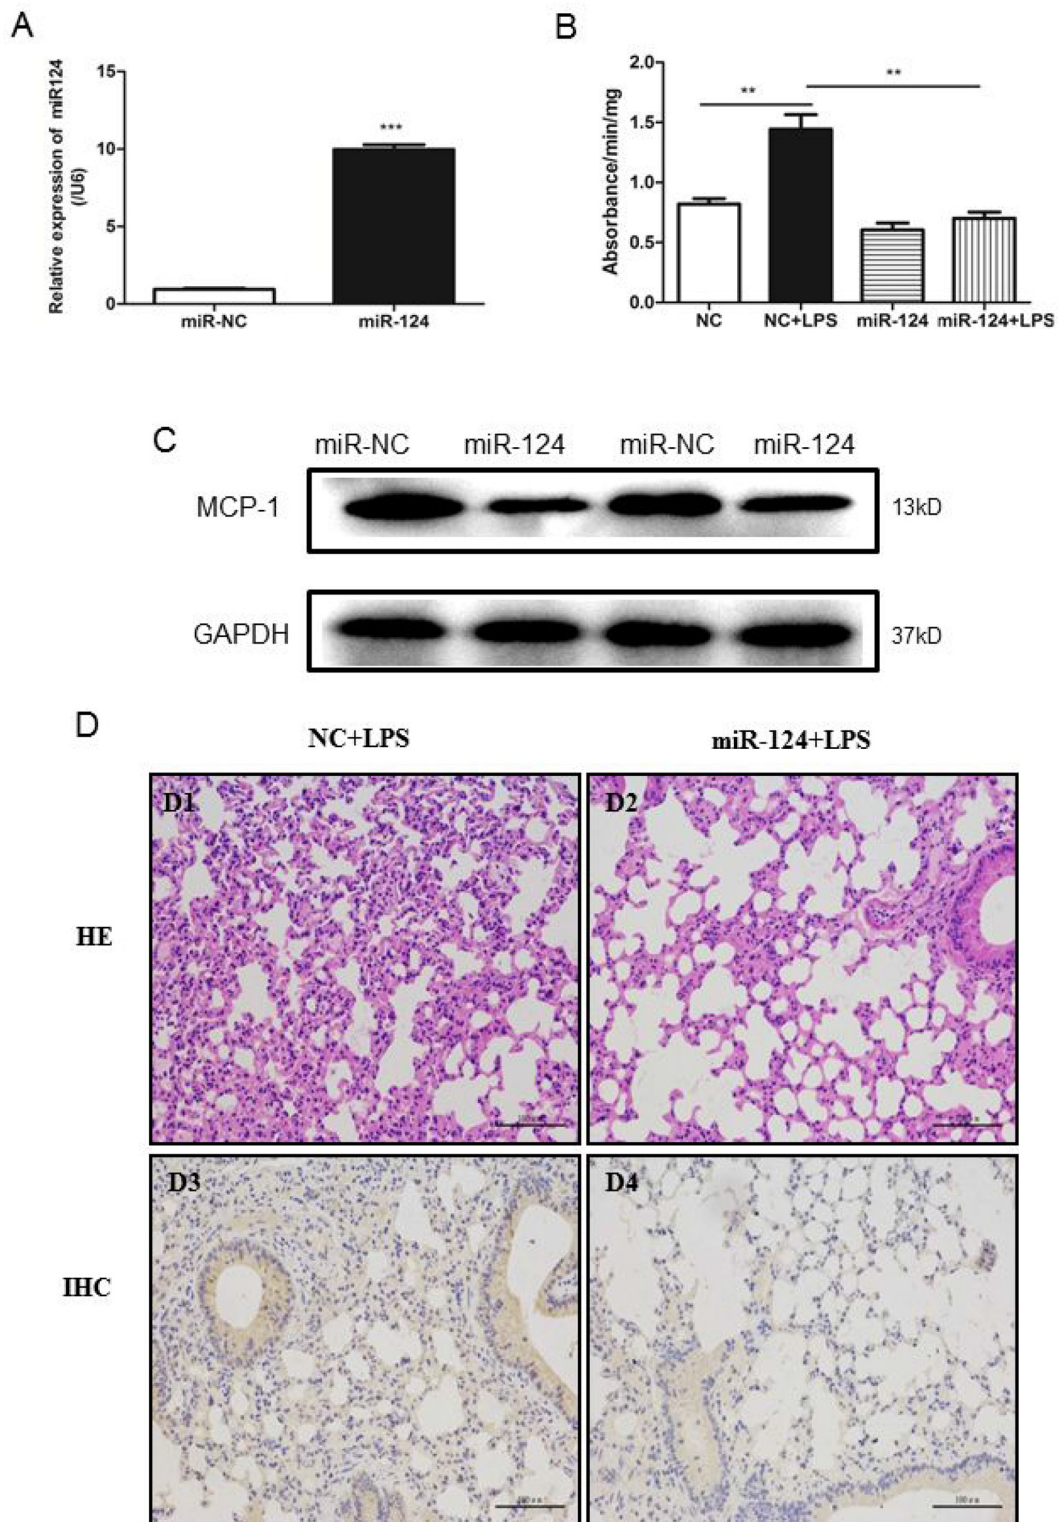 A
Relative expression of miR124
(/U6)
15
10
5
0
***
miR-NC
miR-124
B
Absorbance/min/mg
2.0
1.5
1.0
0.5
0.0
**
**
NC
NC+LPS
miR-124
miR-124+LPS
C
miR-NC miR-124 miR-NC miR-124
MCP-1
13kD
GAPDH
37kD
D
NC+LPS
miR-124+LPS
HE
D1
D2
IHC
D3
D4